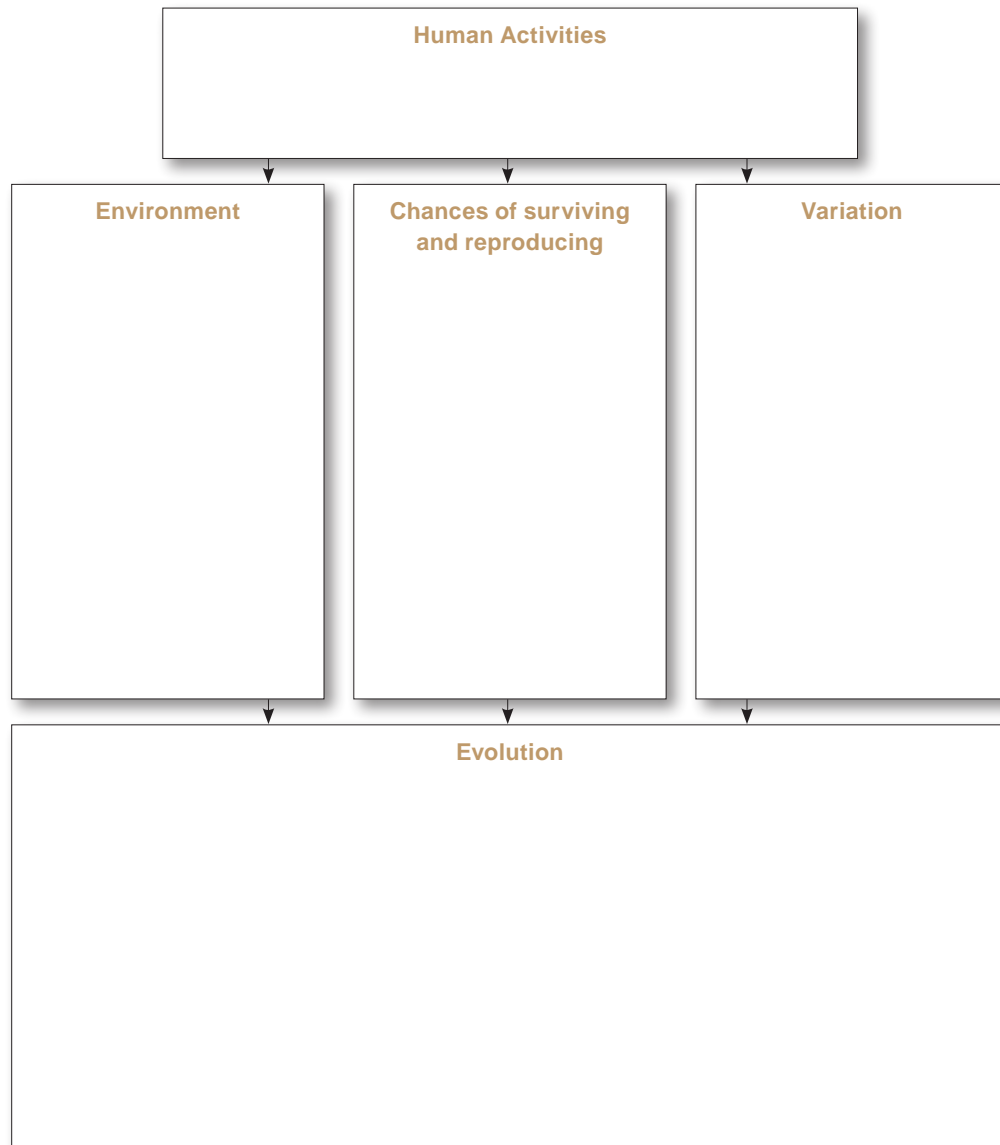 Human Activities
Environment
Chances of surviving
and reproducing
Variation
Evolution